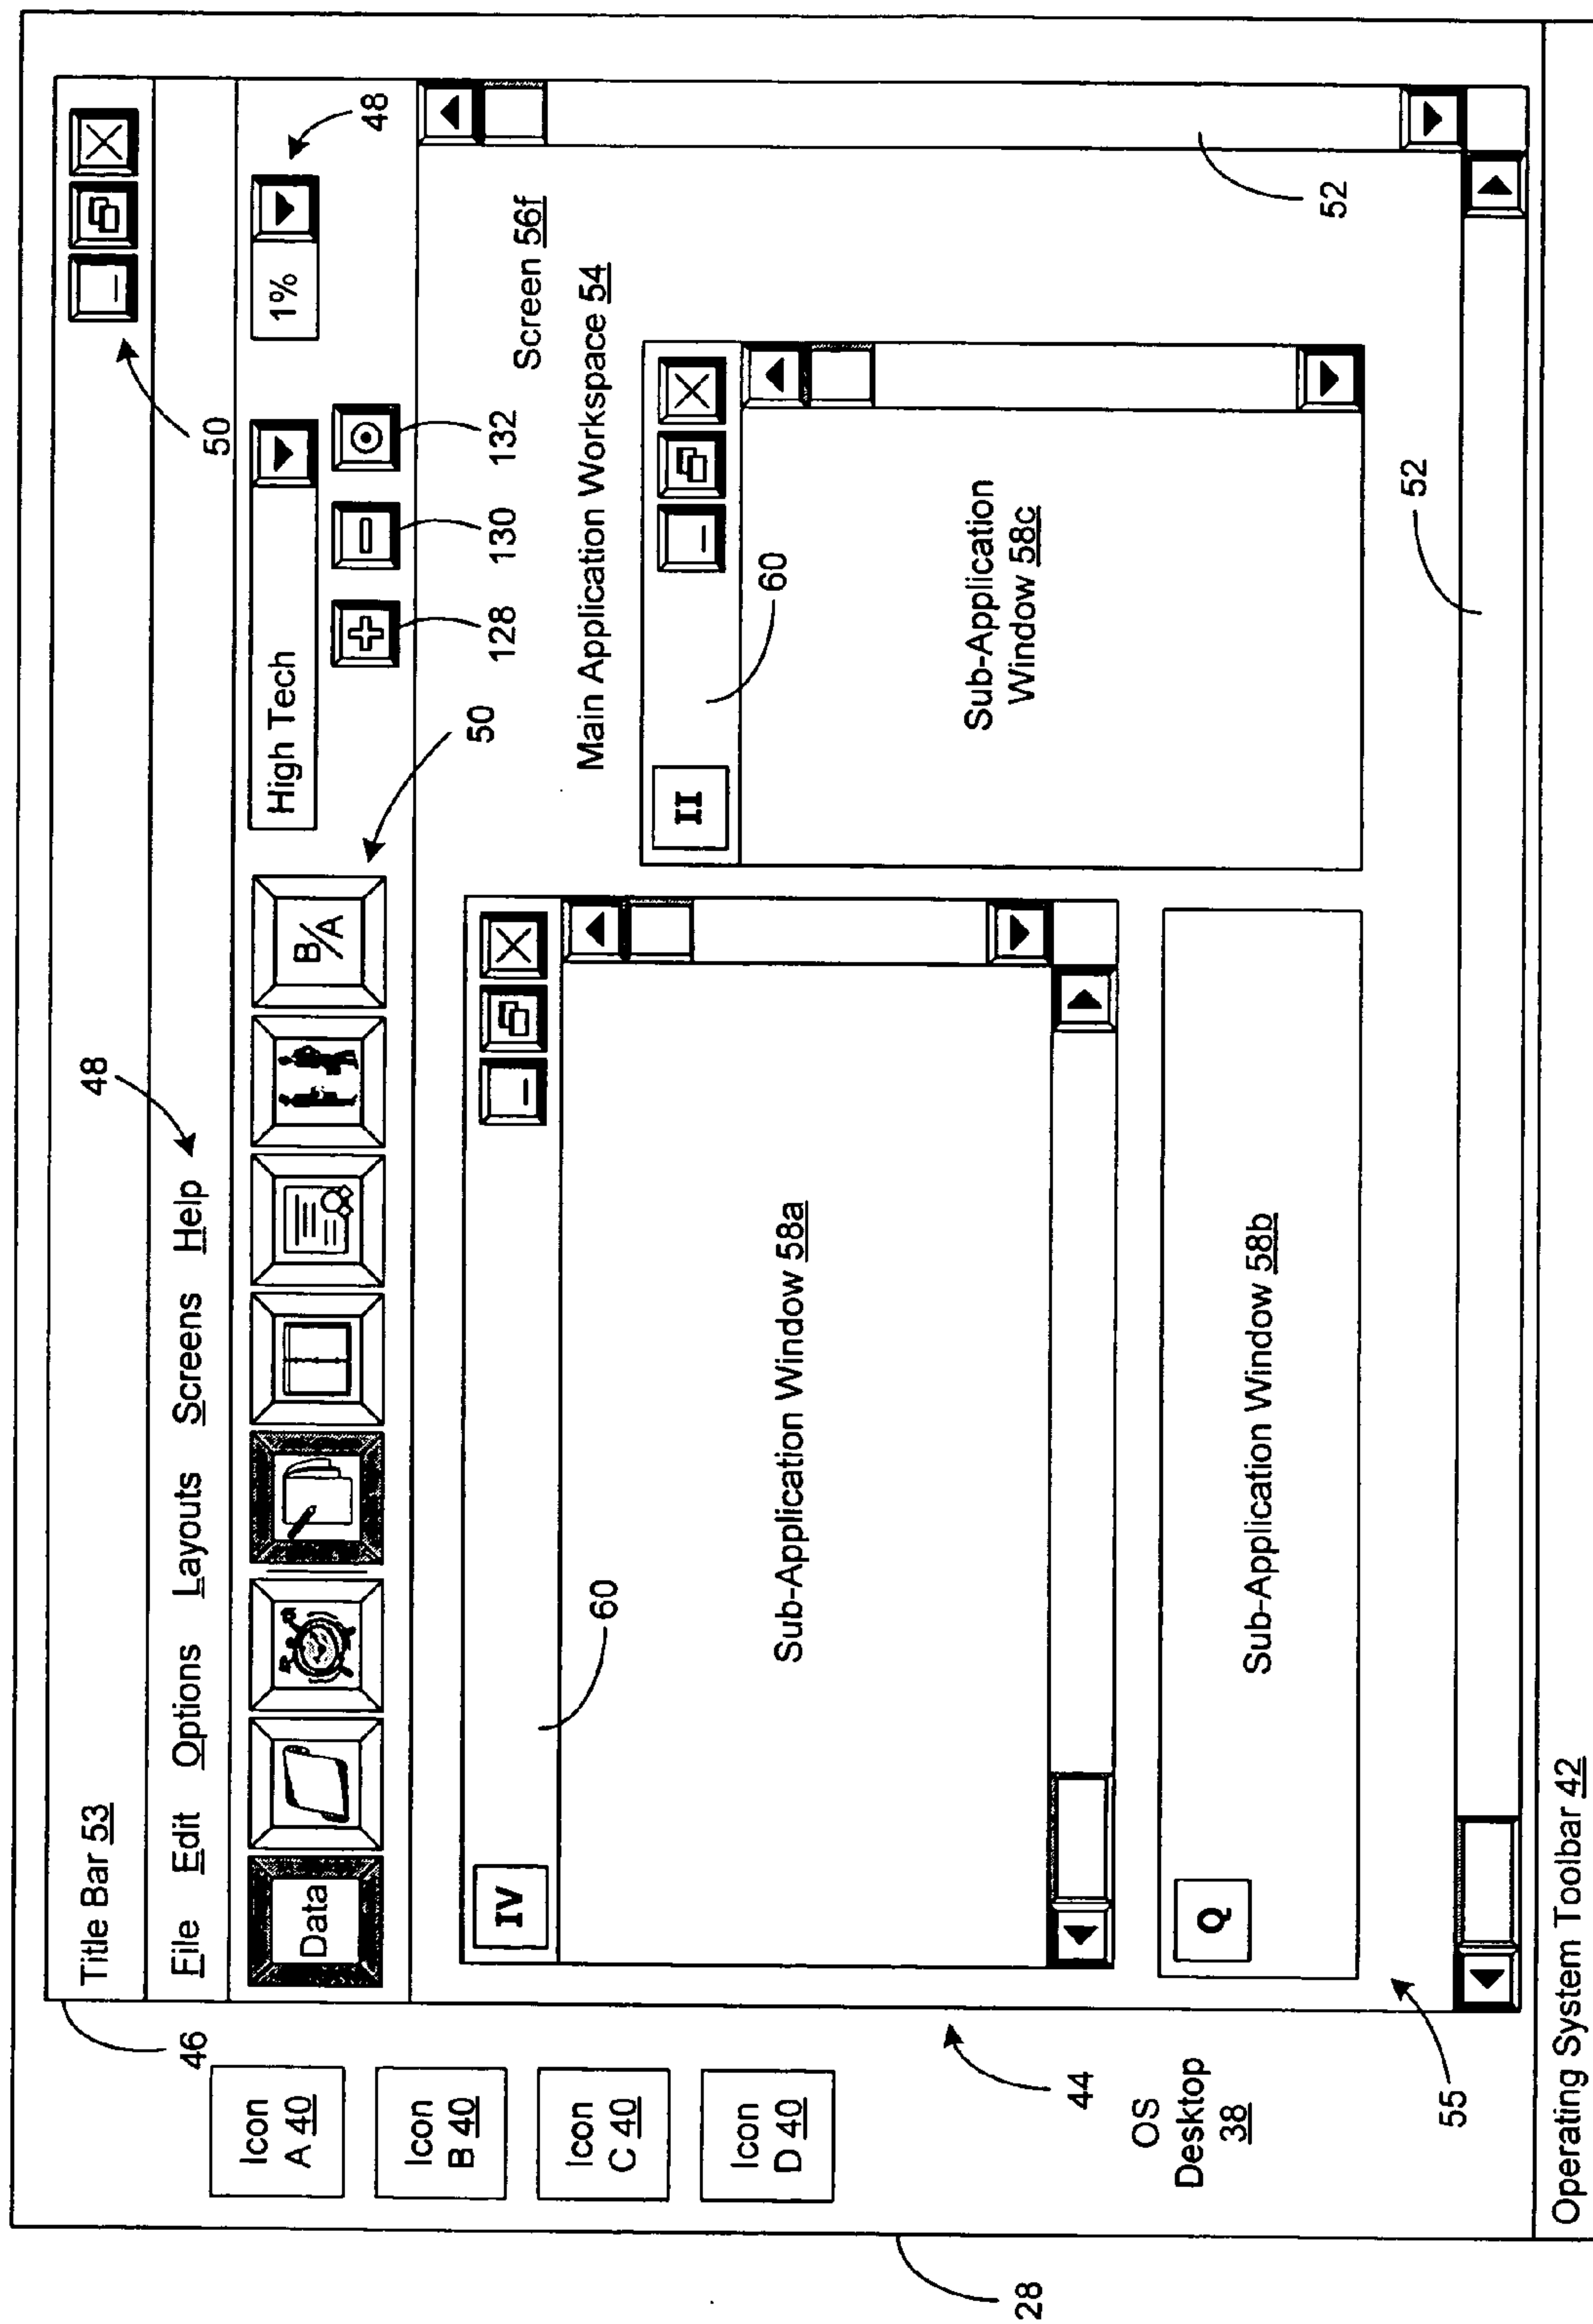 50
Title Bar 53
46
48
File Edit Options Layouts Screens Help
Data
B/A
High Tech
1%
48
50
128
130
132
Icon
A 40
Icon
B 40
Icon
C 40
Icon
D 40
Screen 56f
Main Application Workspace 54
IV
60
Sub-Application Window 58a
II
60
Sub-Application
Window 58c
52
Q
Sub-Application Window 58b
44
OS
Desktop
38
55
52
28
Operating System Toolbar 42